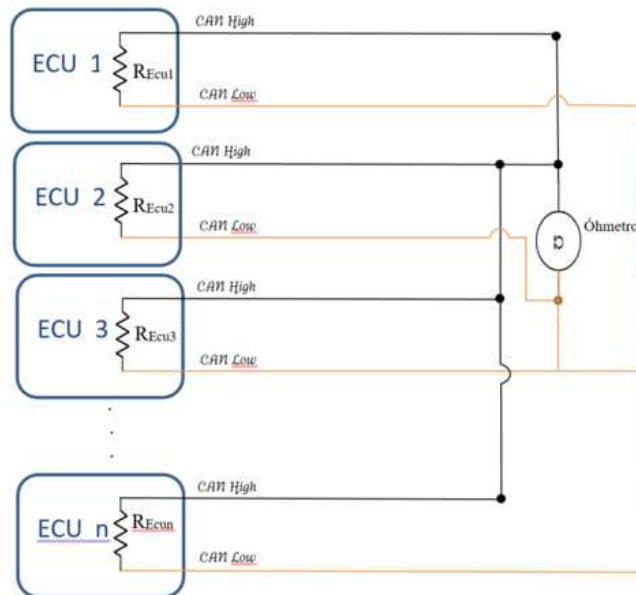 CAN High
ECU 1
REcu1
CAN Low
CAN High
ECU 2
REcu2
CAN Low
Óhmetro
Ω
CAN High
ECU 3
REcu3
CAN Low
.
.
.
CAN High
ECU n
REcun
CAN Low